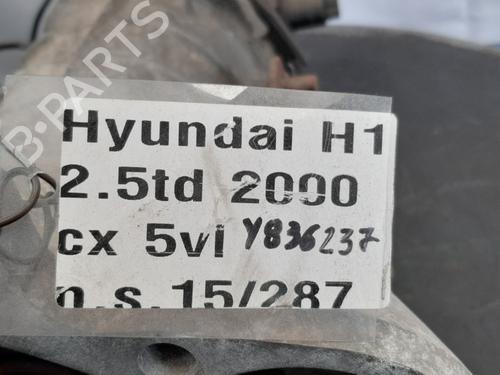 B-PARTS
Hyundai H1
2.5td 2000
cx 5vl Y836237
n.s.15/287